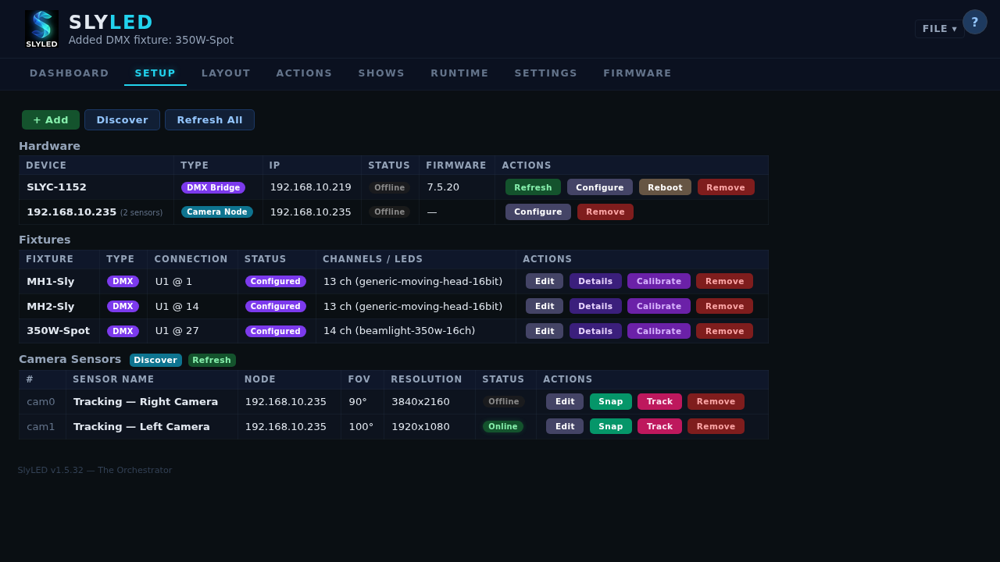 SLYLED
SLYLED
Added DMX fixture: 350W-Spot
FILE ▾
?
DASHBOARD SETUP LAYOUT ACTIONS SHOWS RUNTIME SETTINGS FIRMWARE
+ Add Discover Refresh All
Hardware
DEVICE TYPE IP STATUS FIRMWARE ACTIONS
SLYC-1152 DMX Bridge 192.168.10.219 Offline 7.5.20 Refresh Configure Reboot Remove
192.168.10.235 (2 sensors) Camera Node 192.168.10.235 Offline — Configure Remove
Fixtures
FIXTURE TYPE CONNECTION STATUS CHANNELS / LEDS ACTIONS
MH1-Sly DMX U1 @ 1 Configured 13 ch (generic-moving-head-16bit) Edit Details Calibrate Remove
MH2-Sly DMX U1 @ 14 Configured 13 ch (generic-moving-head-16bit) Edit Details Calibrate Remove
350W-Spot DMX U1 @ 27 Configured 14 ch (beamlight-350w-16ch) Edit Details Calibrate Remove
Camera Sensors Discover Refresh
# SENSOR NAME NODE FOV RESOLUTION STATUS ACTIONS
cam0 Tracking — Right Camera 192.168.10.235 90° 3840x2160 Offline Edit Snap Track Remove
cam1 Tracking — Left Camera 192.168.10.235 100° 1920x1080 Online Edit Snap Track Remove
SlyLED v1.5.32 — The Orchestrator